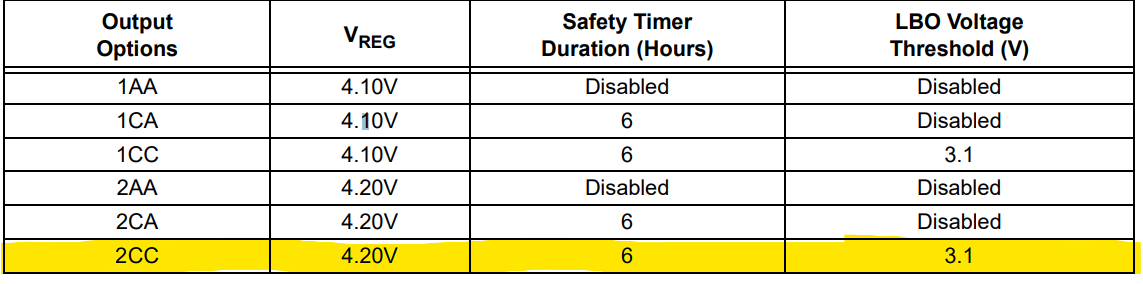 Output Options VREG Safety Timer Duration (Hours) LBO Voltage Threshold (V)
1AA 4.10V Disabled Disabled
1CA 4.10V 6 Disabled
1CC 4.10V 6 3.1
2AA 4.20V Disabled Disabled
2CA 4.20V 6 Disabled
2CC 4.20V 6 3.1